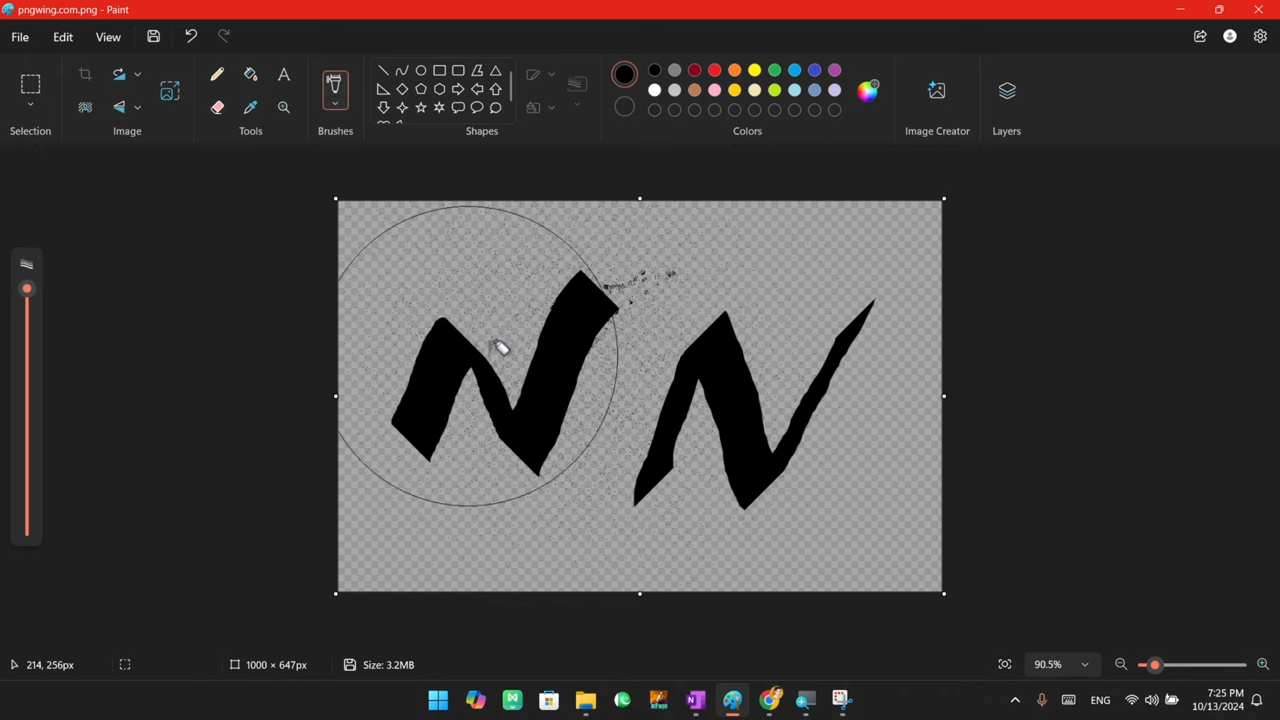 pngwing.com.png - Paint
File Edit View
Selection Image Tools Brushes Shapes Colors Image Creator Layers
N N
214, 256px 1000 × 647px Size: 3.2MB 90.5%
ENG 7:25 PM
10/13/2024